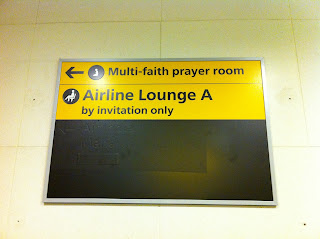 Multi-faith prayer room
Airline Lounge A
by invitation only